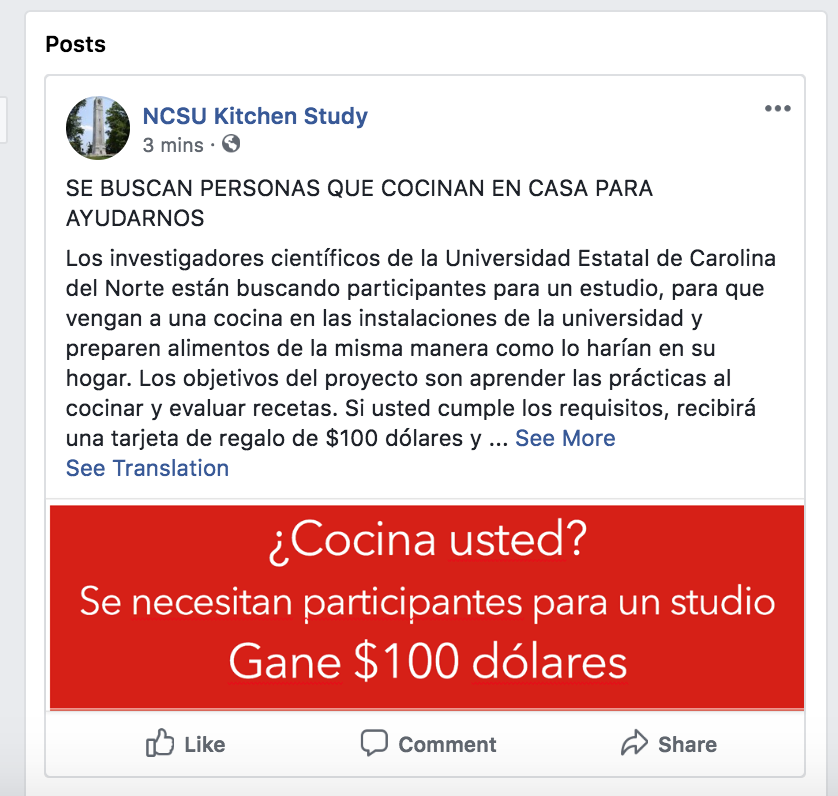 Posts
NCSU Kitchen Study
3 mins ·
SE BUSCAN PERSONAS QUE COCINAN EN CASA PARA
AYUDARNOS
Los investigadores científicos de la Universidad Estatal de Carolina
del Norte están buscando participantes para un estudio, para que
vengan a una cocina en las instalaciones de la universidad y
preparen alimentos de la misma manera como lo harían en su
hogar. Los objetivos del proyecto son aprender las prácticas al
cocinar y evaluar recetas. Si usted cumple los requisitos, recibirá
una tarjeta de regalo de $100 dólares y ... See More
See Translation
¿Cocina usted?
Se necesitan participantes para un studio
Gane $100 dólares
Like Comment Share